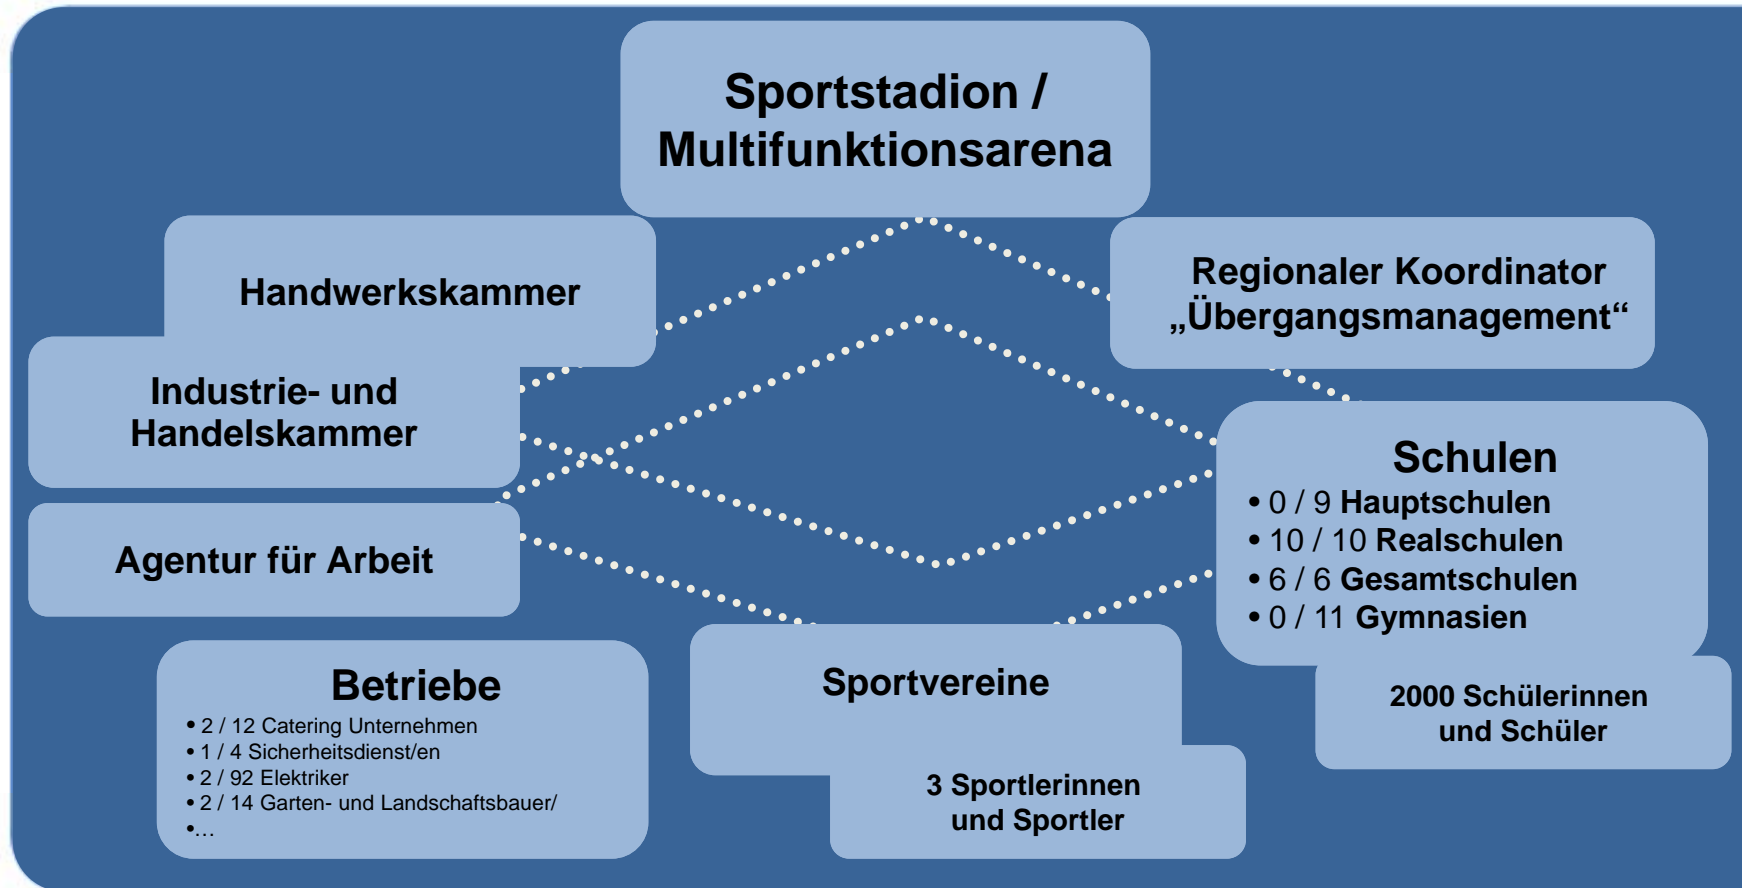 Sportstadion /
Multifunktionsarena
Handwerkskammer
Regionaler Koordinator
„Übergangsmanagement“
Industrie- und
Handelskammer
Agentur für Arbeit
Schulen
• 0 / 9 Hauptschulen
• 10 / 10 Realschulen
• 6 / 6 Gesamtschulen
• 0 / 11 Gymnasien
2000 Schülerinnen
und Schüler
Betriebe
• 2 / 12 Catering Unternehmen
• 1 / 4 Sicherheitsdienst/en
• 2 / 92 Elektriker
• 2 / 14 Garten- und Landschaftsbauer/
•…
Sportvereine
3 Sportlerinnen
und Sportler